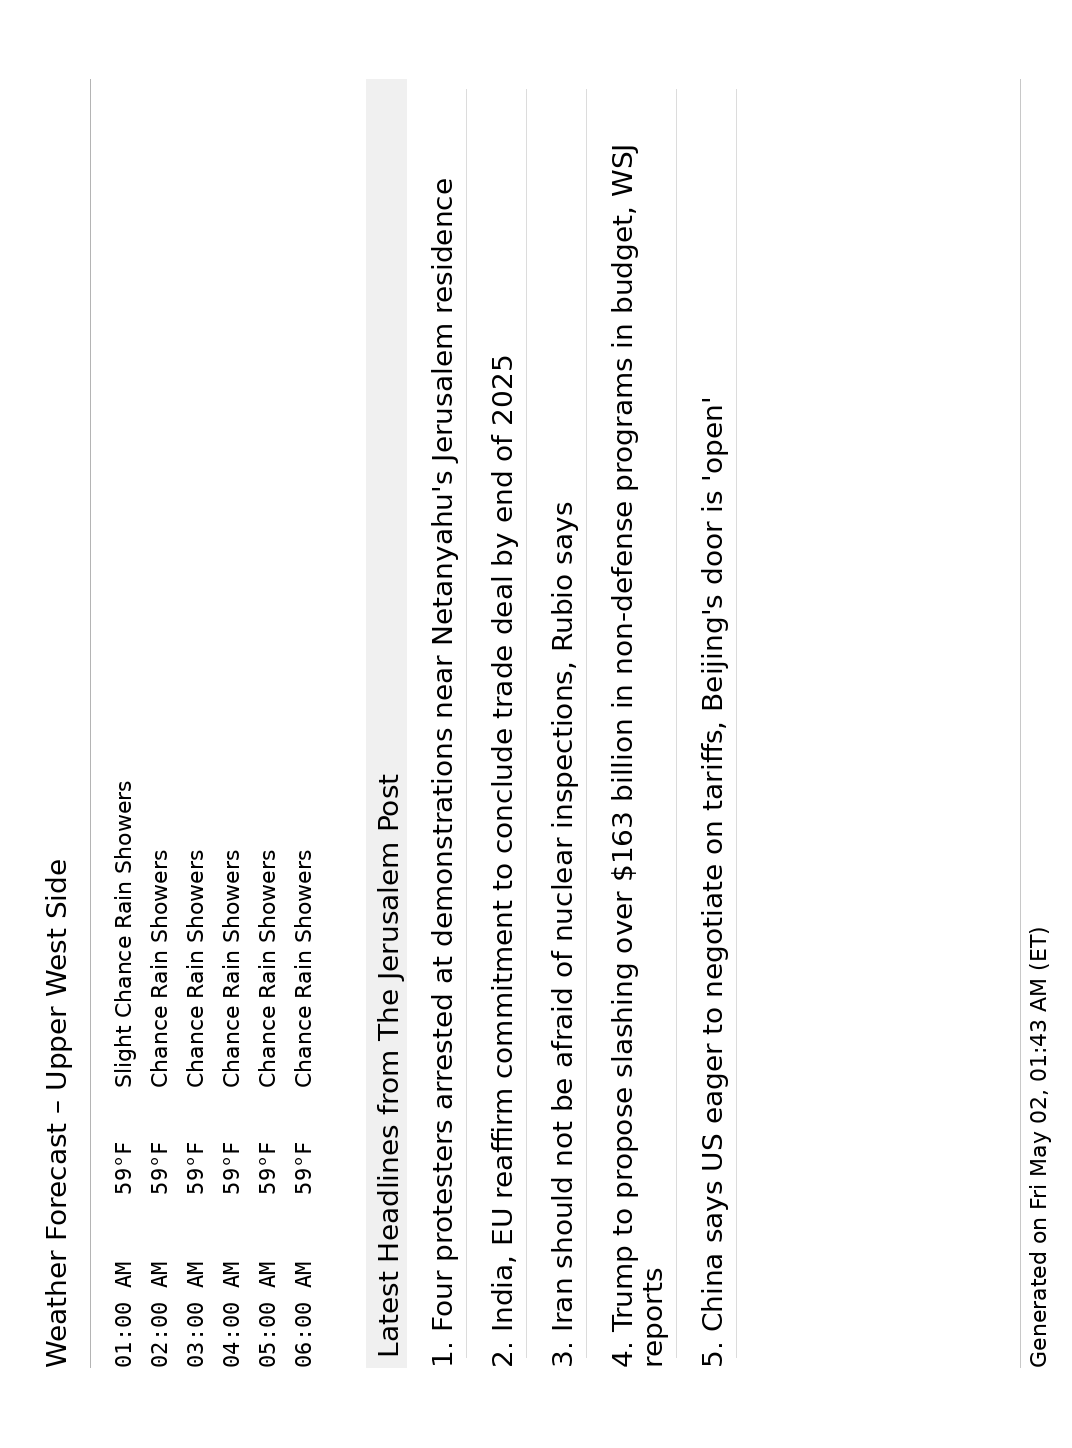 Weather Forecast – Upper West Side
01:00 AM 59°F Slight Chance Rain Showers
02:00 AM 59°F Chance Rain Showers
03:00 AM 59°F Chance Rain Showers
04:00 AM 59°F Chance Rain Showers
05:00 AM 59°F Chance Rain Showers
06:00 AM 59°F Chance Rain Showers
Latest Headlines from The Jerusalem Post
1. Four protesters arrested at demonstrations near Netanyahu's Jerusalem residence
2. India, EU reaffirm commitment to conclude trade deal by end of 2025
3. Iran should not be afraid of nuclear inspections, Rubio says
4. Trump to propose slashing over $163 billion in non-defense programs in budget, WSJ
reports
5. China says US eager to negotiate on tariffs, Beijing's door is 'open'
Generated on Fri May 02, 01:43 AM (ET)